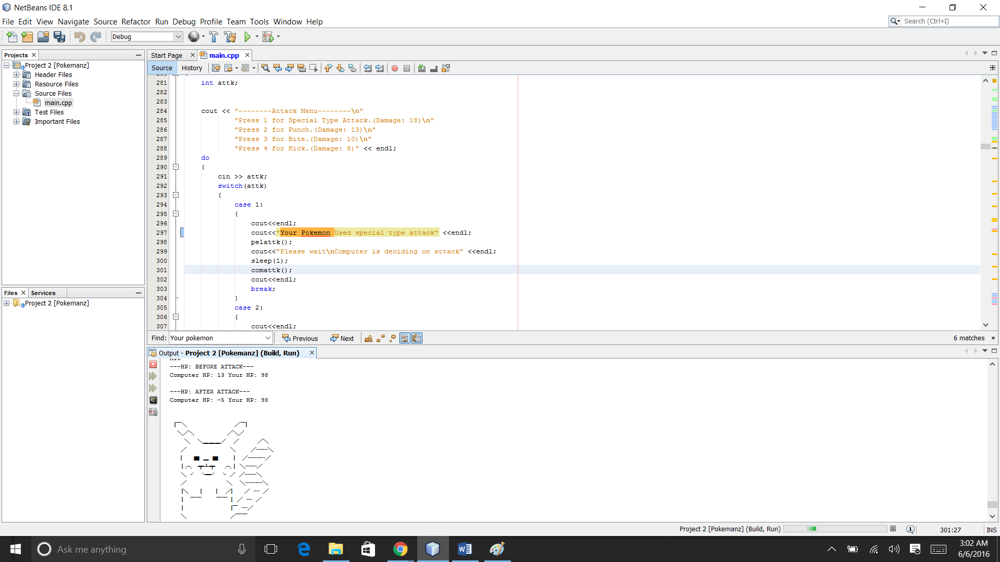 NetBeans IDE 8.1
File Edit View Navigate Source Refactor Run Debug Profile Team Tools Window Help
Search (Ctrl+I)
Debug
Projects
Start Page main.cpp
Project 2 [Pokemanz]
Header Files
Resource Files
Source Files
main.cpp
Test Files
Important Files
Source History
281 int attk;
282
283
284 cout << "--------Attack Menu--------\n"
285 "Press 1 for Special Type Attack.(Damage: 18)\n"
286 "Press 2 for Punch.(Damage: 13)\n"
287 "Press 3 for Bite.(Damage: 10)\n"
288 "Press 4 for Kick.(Damage: 8)" << endl;
289 do
290 {
291 cin >> attk;
292 switch(attk)
293 {
294 case 1:
295 {
296 cout<<endl;
297 cout<<"Your Pokemon Used special type attack" <<endl;
298 pelattk();
299 cout<<"Please wait\nComputer is deciding on attack" <<endl;
300 sleep(1);
301 comattk();
302 cout<<endl;
303 break;
304 }
305 case 2:
306 {
307 cout<<endl;
Files Services
Project 2 [Pokemanz]
Find: Your pokemon Previous Next 6 matches
Output - Project 2 [Pokemanz] (Build, Run)
---HP: BEFORE ATTACK---
Computer HP: 13 Your HP: 98
---HP: AFTER ATTACK---
Computer HP: -5 Your HP: 98
Project 2 [Pokemanz] (Build, Run)
301:27 INS
Ask me anything
3:02 AM
6/6/2016